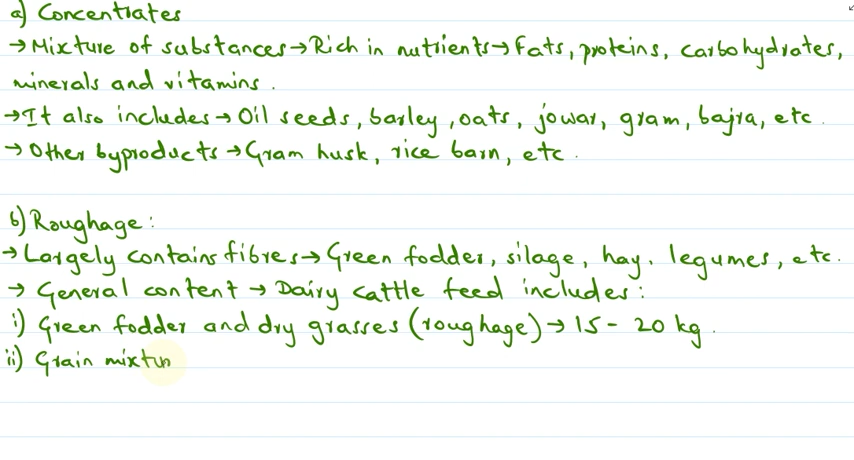 a) Concentrates
→ Mixture of substances → Rich in nutrients → Fats, proteins, carbohydrates,
minerals and vitamins.
→ It also includes → Oil seeds, barley, oats, jowar, gram, bajra, etc.
→ Other byproducts → Gram husk, rice barn, etc.
b) Roughage:
→ Largely contains fibres → Green fodder, silage, hay, legumes, etc.
→ General content → Dairy cattle feed includes:
i) Green fodder and dry grasses (roughage) → 15 - 20 kg.
ii) Grain mixtur